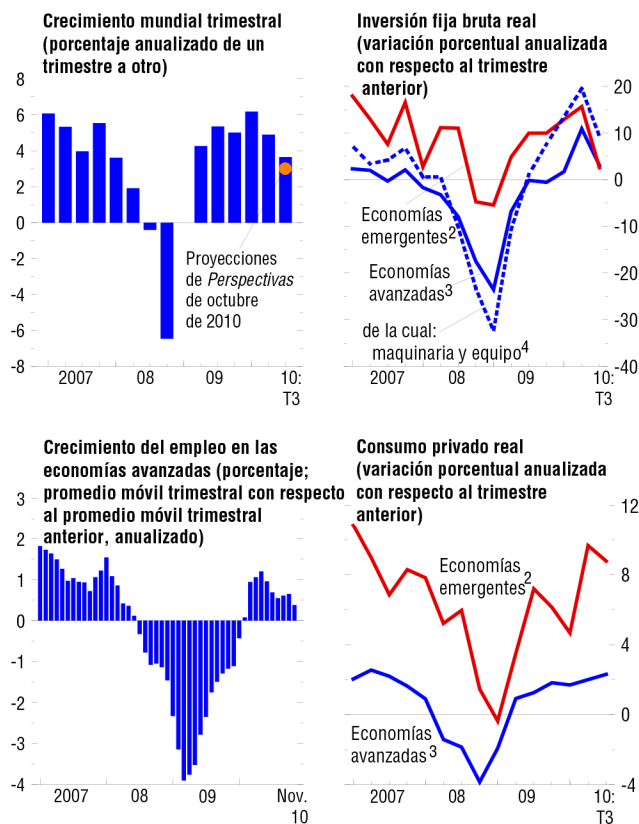 Crecimiento mundial trimestral
(porcentaje anualizado de un
trimestre a otro)
8
6
4
2
0
-2
-4
-6
-8
Proyecciones
de Perspectivas
de octubre
de 2010
2007
08
09
10:
T3
Inversión fija bruta real
(variación porcentual anualizada
con respecto al trimestre
anterior)
20
10
0
-10
-20
-30
-40
Economías
emergentes2
Economías
avanzadas3
de la cual:
maquinaria y equipo4
2007
08
09
10:
T3
Crecimiento del empleo en las
economías avanzadas (porcentaje;
promedio móvil trimestral con respecto
al promedio móvil trimestral
anterior, anualizado)
3
2
1
0
-1
-2
-3
-4
2007
08
09
Nov.
10
Consumo privado real
(variación porcentual anualizada
con respecto al trimestre
anterior)
12
8
4
0
-4
Economías
emergentes2
Economías
avanzadas3
2007
08
09
10:
T3